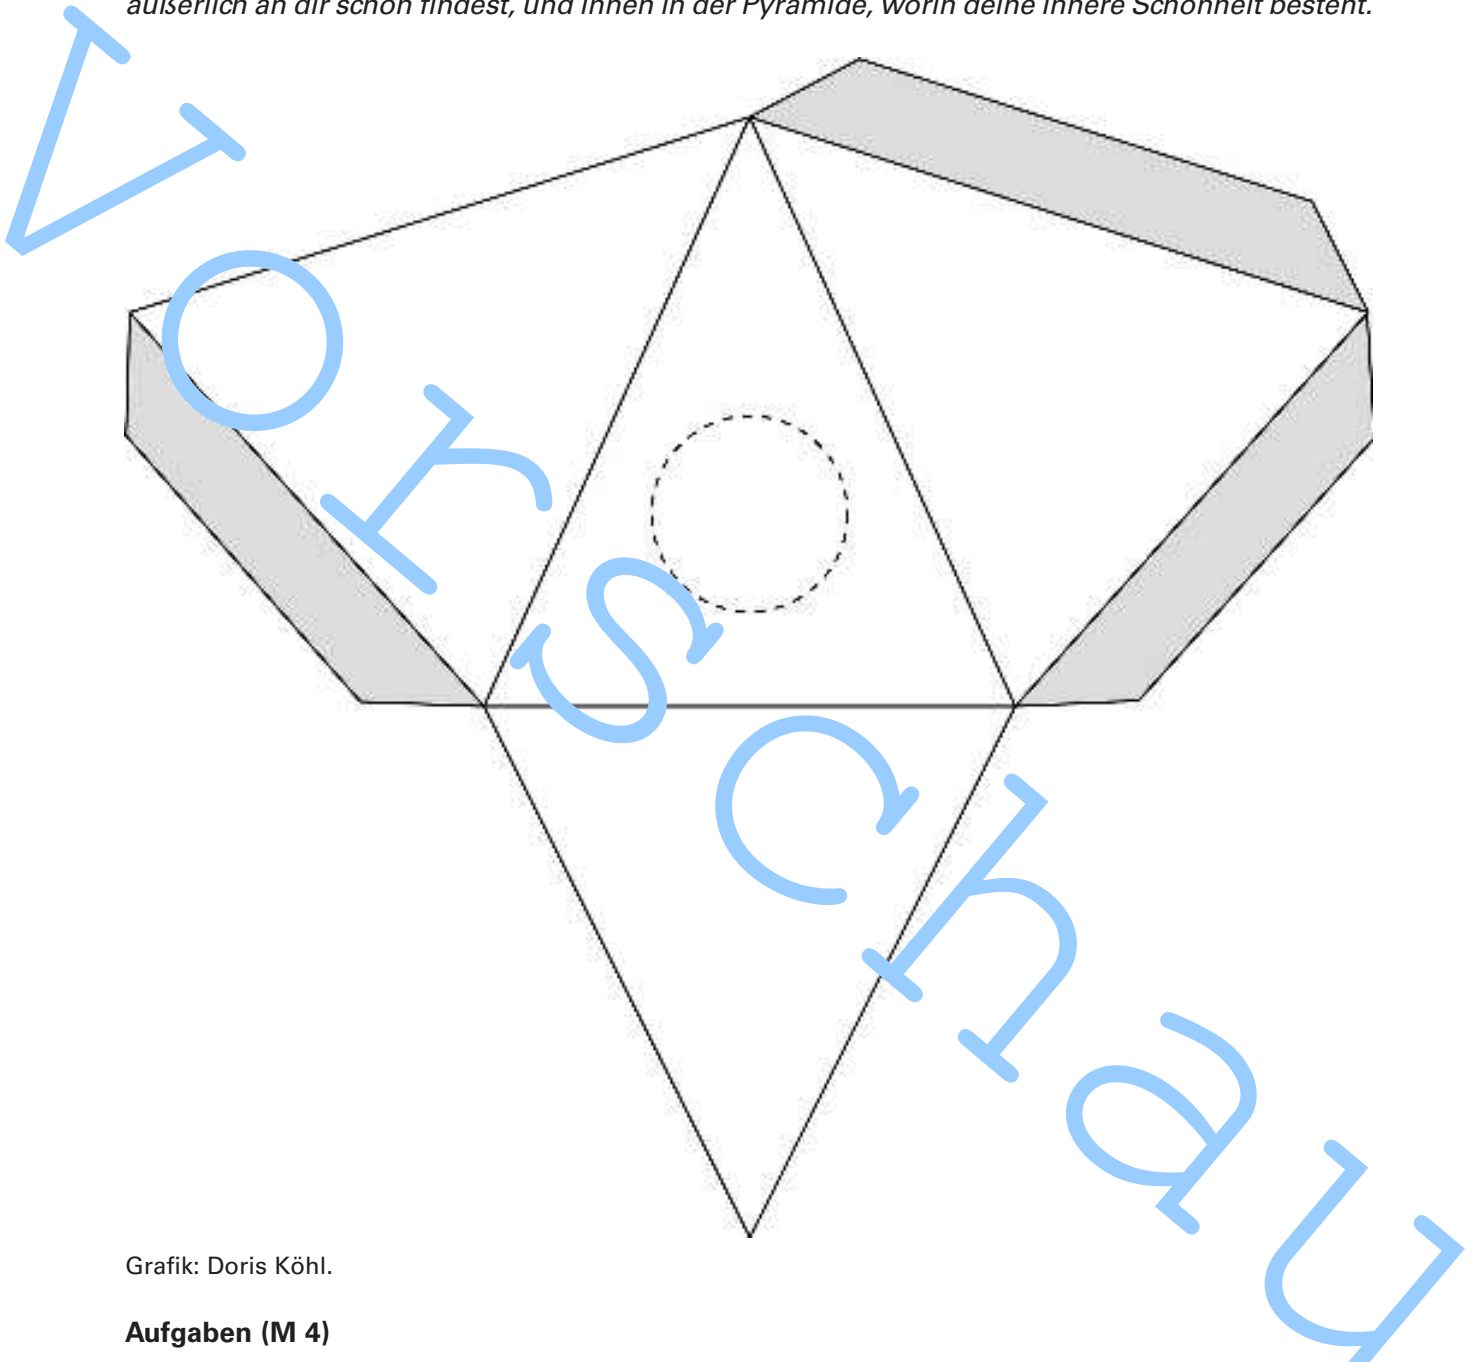 äußerlich an dir schön findest, und innen in der Pyramide, worin deine innere Schönheit besteht.
Vorschau
Grafik: Doris Köhl.
Aufgaben (M 4)